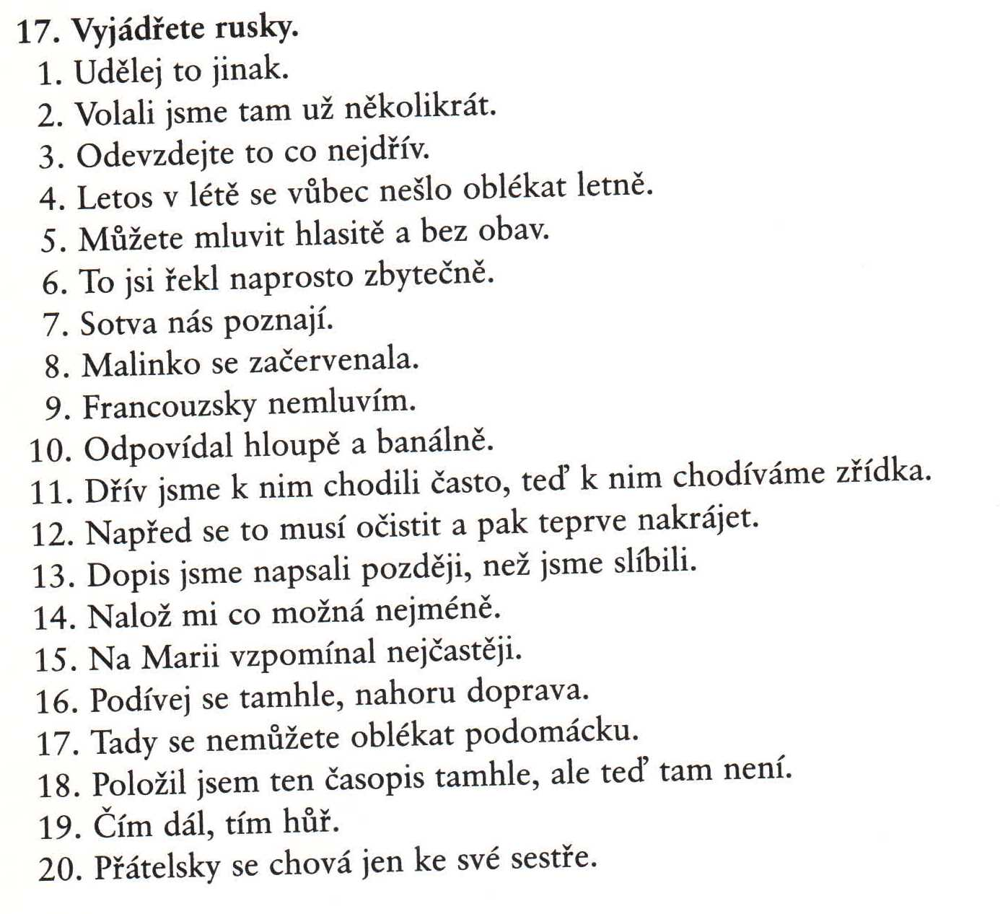 17. Vyjádřete rusky.
1. Udělej to jinak.
2. Volali jsme tam už několikrát.
3. Odevzdejte to co nejdřív.
4. Letos v létě se vůbec nešlo oblékat letně.
5. Můžete mluvit hlasitě a bez obav.
6. To jsi řekl naprosto zbytečně.
7. Sotva nás poznají.
8. Malinko se začervenala.
9. Francouzsky nemluvím.
10. Odpovídal hloupě a banálně.
11. Dřív jsme k nim chodili často, teď k nim chodíváme zřídka.
12. Napřed se to musí očistit a pak teprve nakrájet.
13. Dopis jsme napsali později, než jsme slíbili.
14. Nalož mi co možná nejméně.
15. Na Marii vzpomínal nejčastěji.
16. Podívej se tamhle, nahoru doprava.
17. Tady se nemůžete oblékat podomácku.
18. Položil jsem ten časopis tamhle, ale teď tam není.
19. Čím dál, tím hůř.
20. Přátelsky se chová jen ke své sestře.